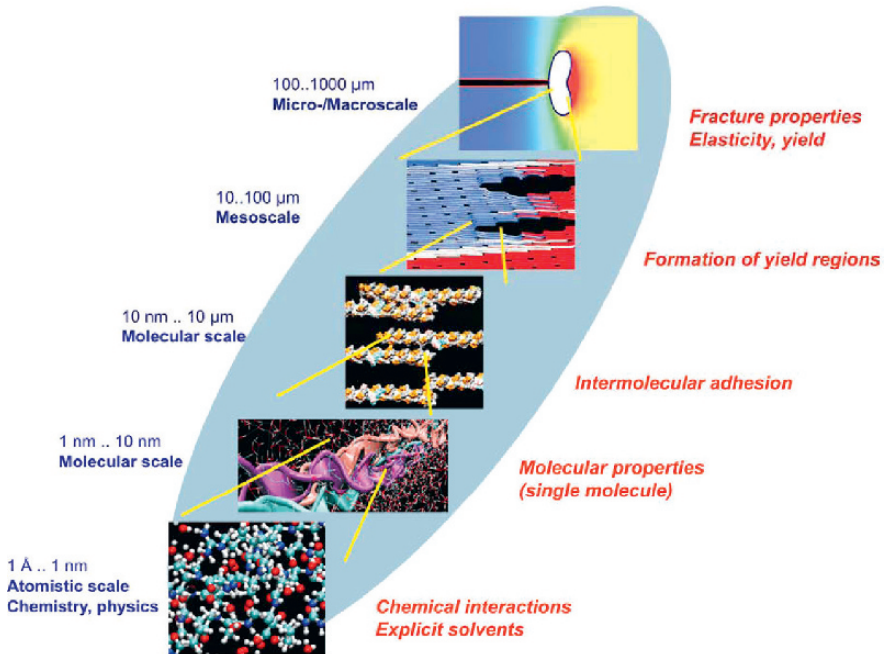 100..1000 μm
Micro-/Macroscale
Fracture properties
Elasticity, yield
10..100 μm
Mesoscale
Formation of yield regions
10 nm .. 10 μm
Molecular scale
Intermolecular adhesion
1 nm .. 10 nm
Molecular scale
Molecular properties
(single molecule)
1 Å .. 1 nm
Atomistic scale
Chemistry, physics
Chemical interactions
Explicit solvents